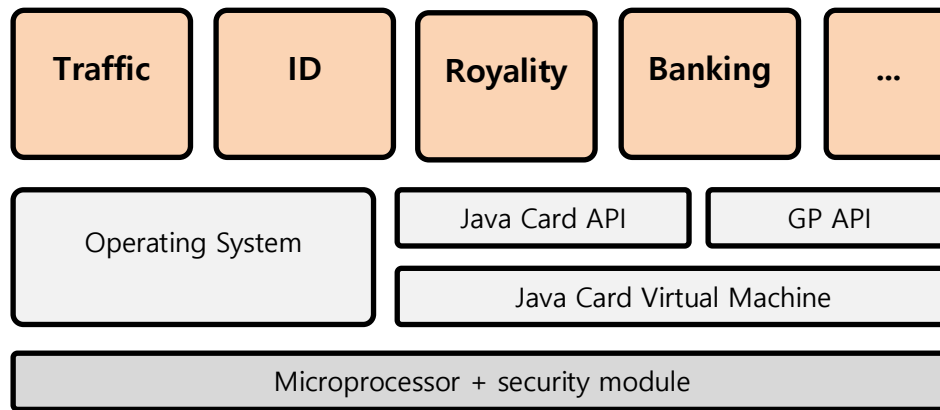 Traffic
ID
Royality
Banking
...
Operating System
Java Card API
GP API
Java Card Virtual Machine
Microprocessor + security module